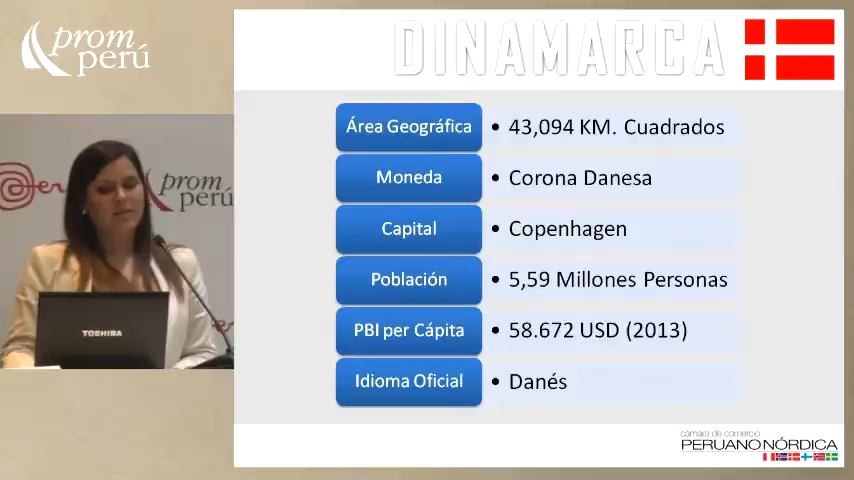 prom
perú
DINAMARCA
Área Geográfica
• 43,094 KM. Cuadrados
Moneda
• Corona Danesa
Capital
• Copenhagen
Población
• 5,59 Millones Personas
PBI per Cápita
• 58.672 USD (2013)
Idioma Oficial
• Danés
prom
perú
TOSHIBA
cámara de comercio
PERUANO NÓRDICA